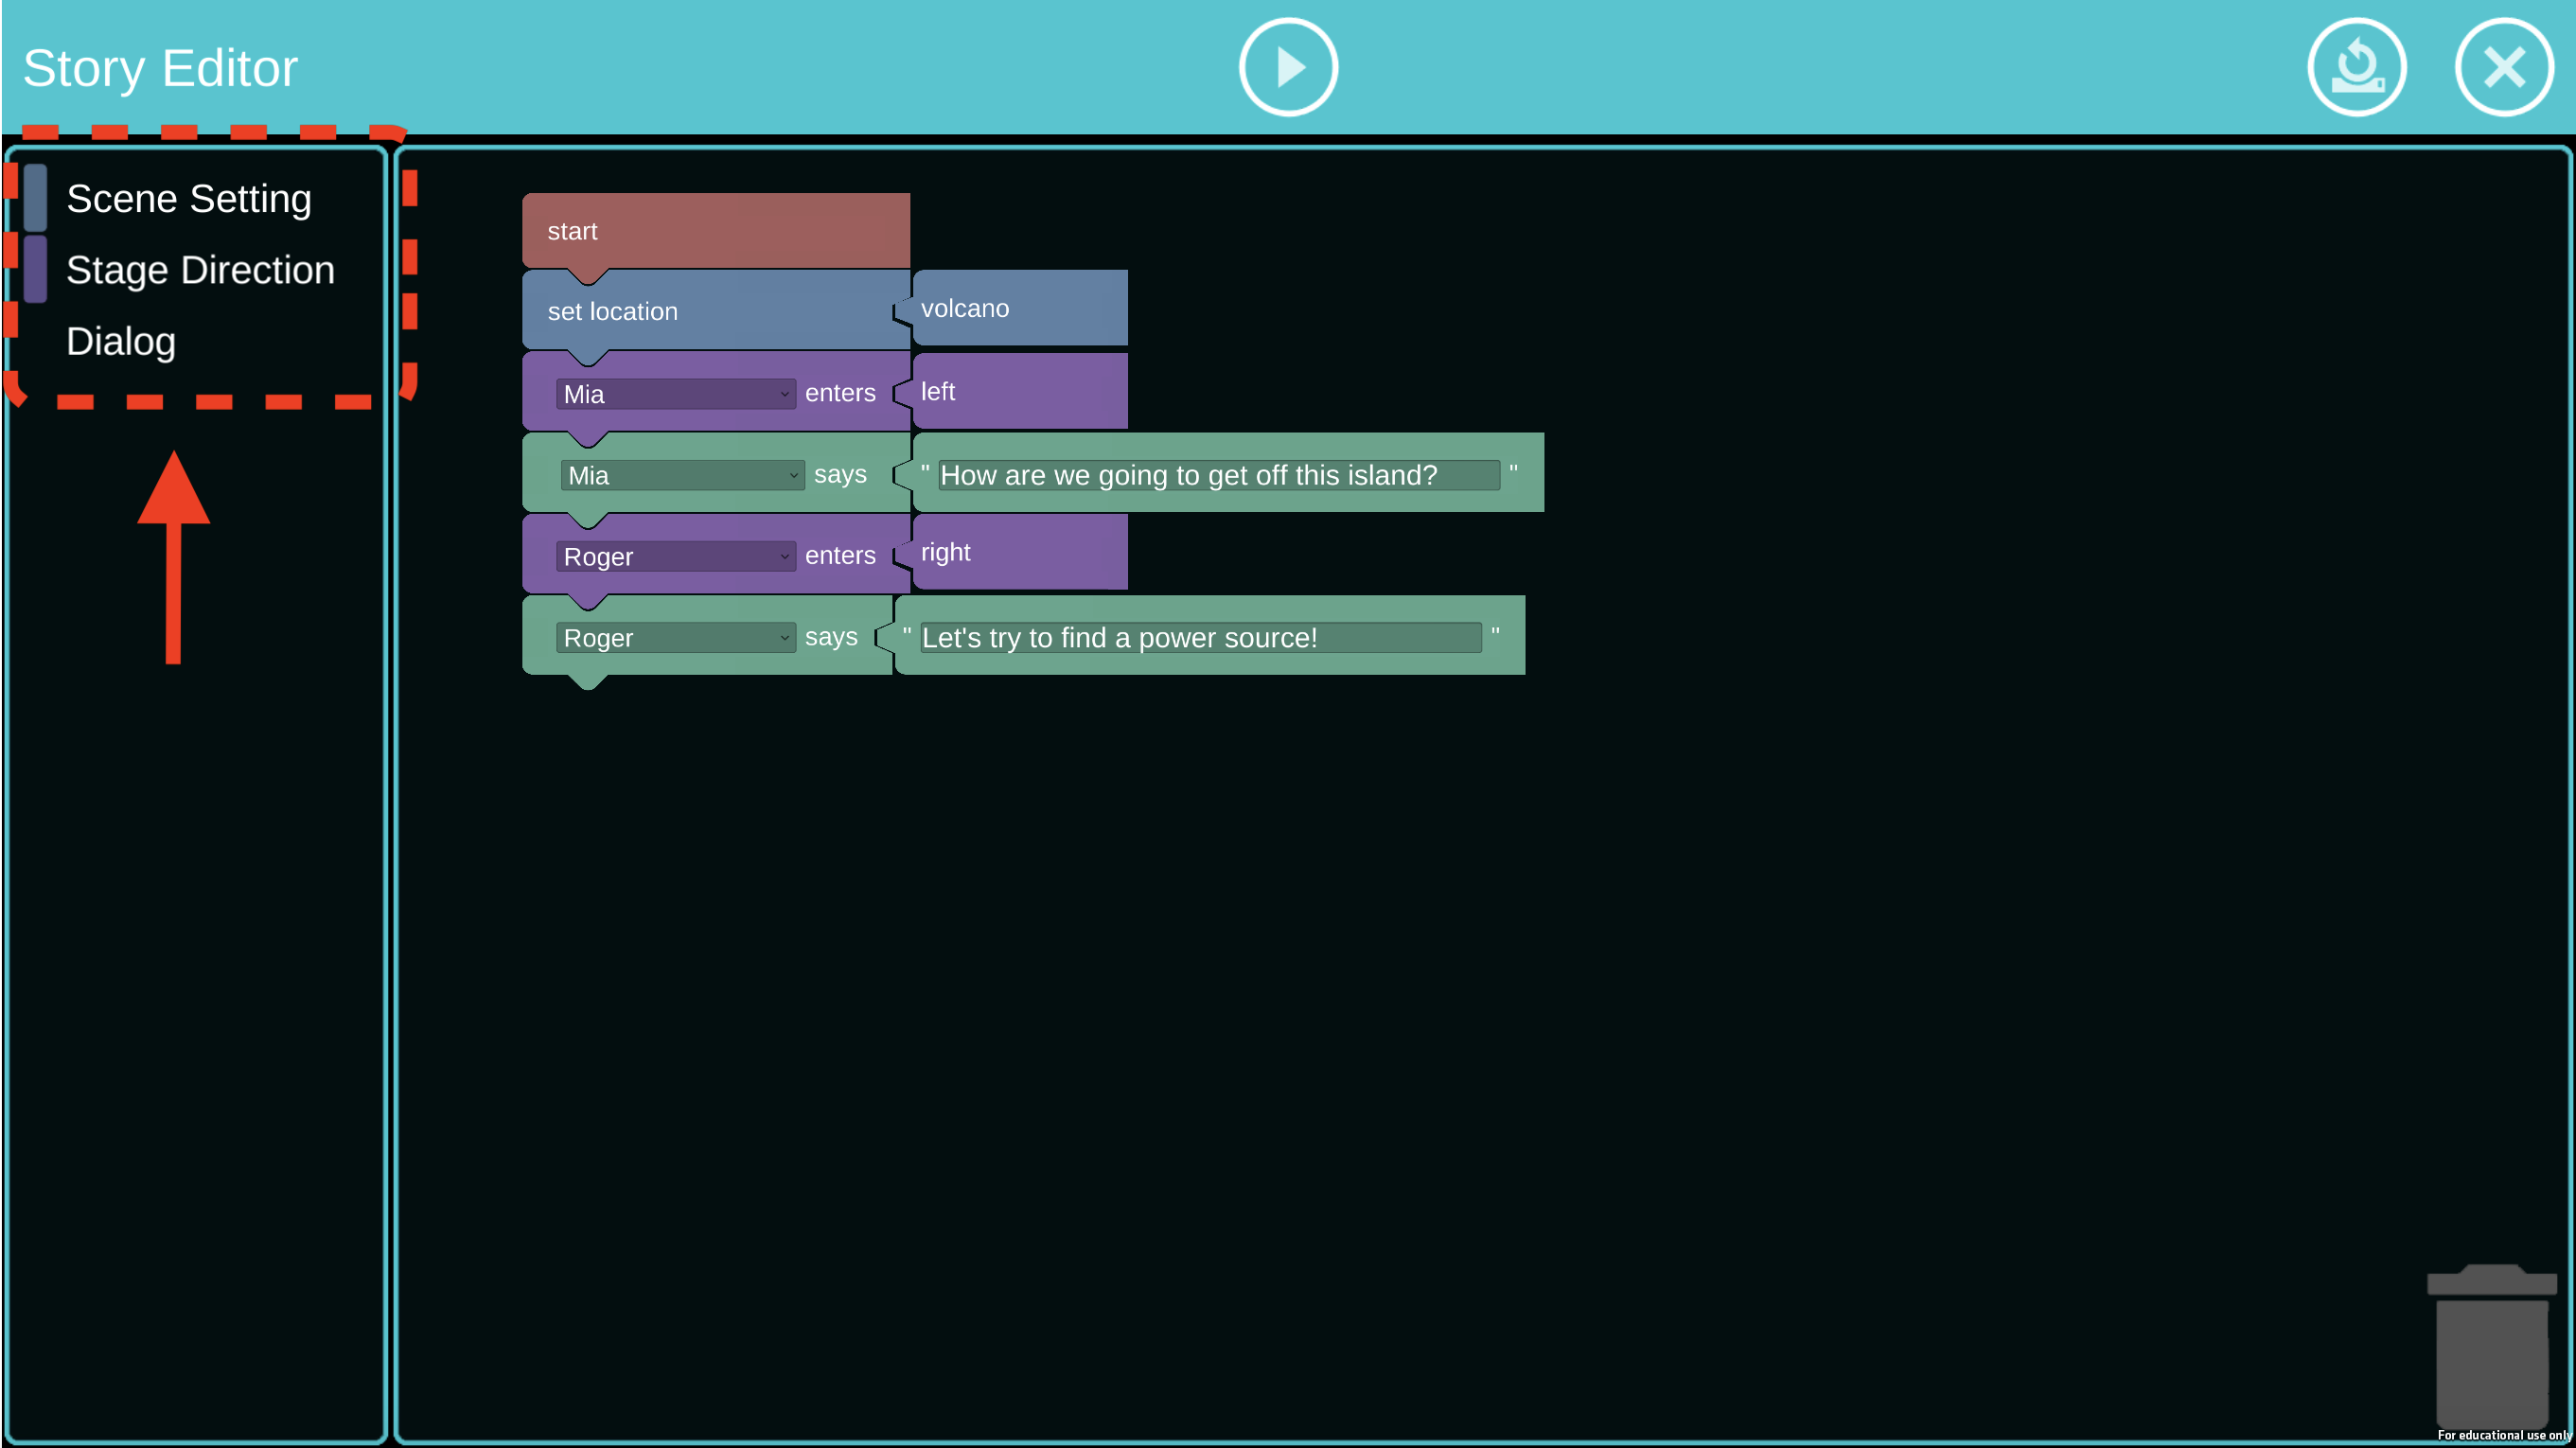 Story Editor
Scene Setting
Stage Direction
Dialog
start
set location volcano
Mia enters left
Mia says " How are we going to get off this island? "
Roger enters right
Roger says " Let's try to find a power source! "
For educational use only